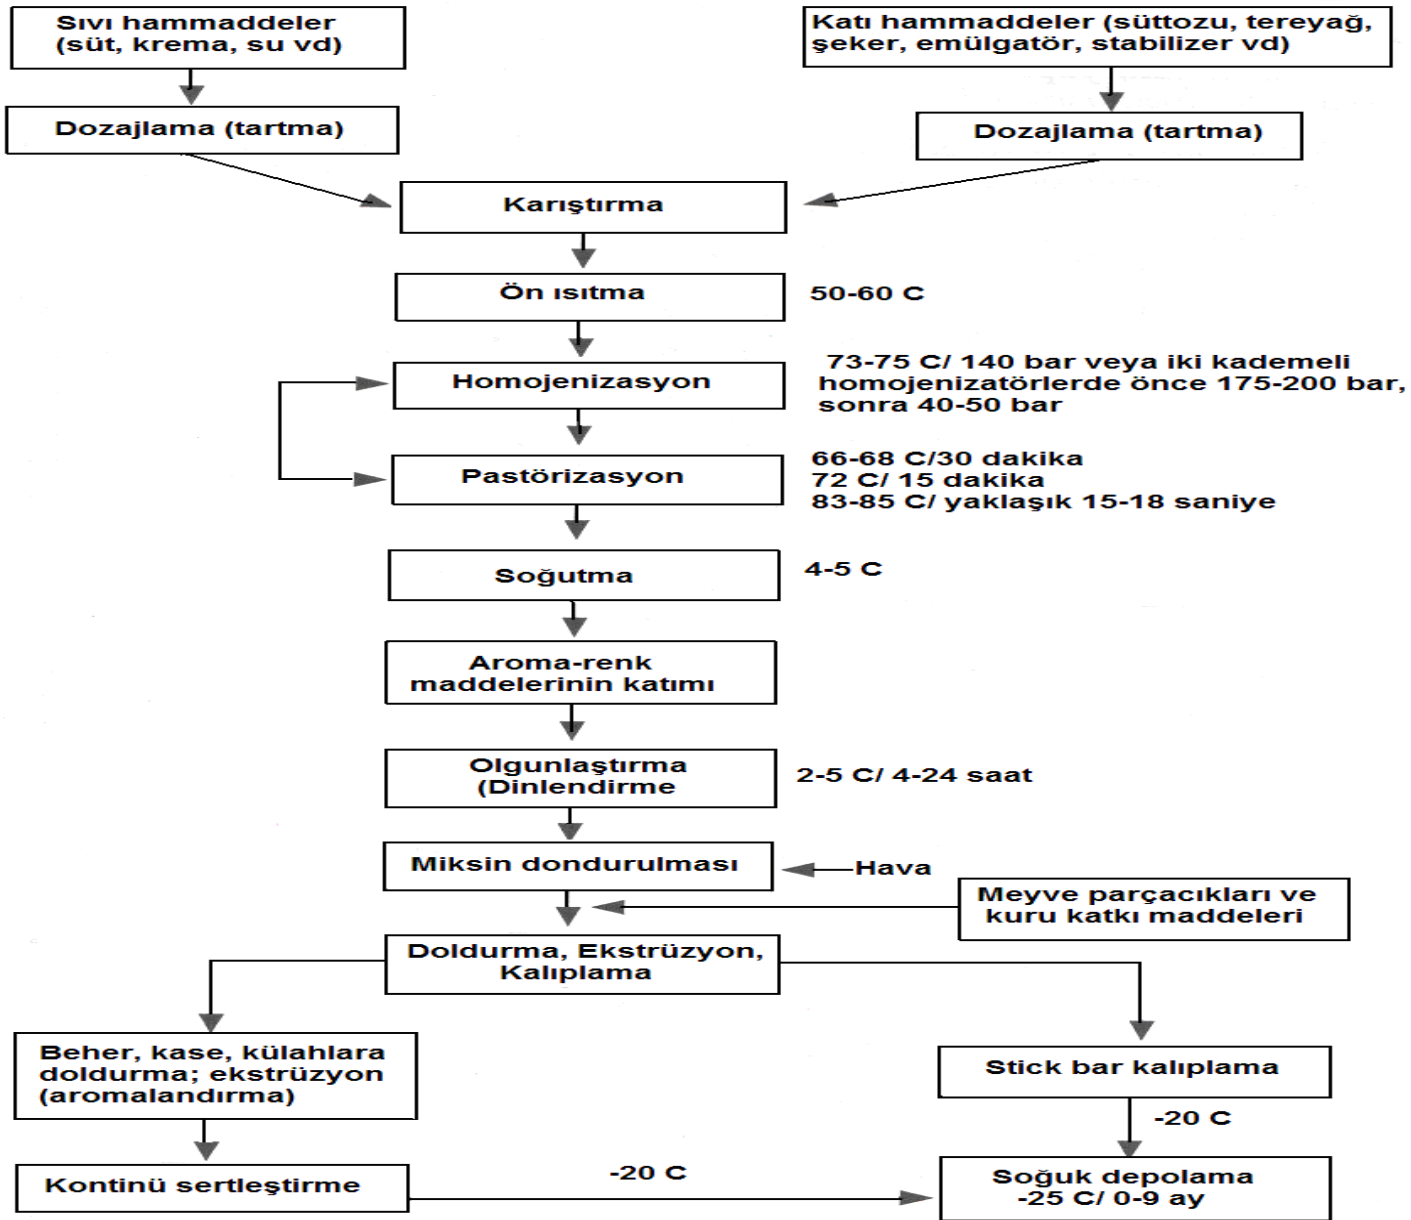 Sıvı hammaddeler
(süt, krema, su vd)
Katı hammaddeler (süttozu, tereyağ,
şeker, emülgatör, stabilizer vd)
Dozajlama (tartma)
Dozajlama (tartma)
Karıştırma
Ön ısıtma
50-60 C
Homojenizasyon
73-75 C/ 140 bar veya iki kademeli
homojenizatörlerde önce 175-200 bar,
sonra 40-50 bar
Pastörizasyon
66-68 C/30 dakika
72 C/ 15 dakika
83-85 C/ yaklaşık 15-18 saniye
Soğutma
4-5 C
Aroma-renk
maddelerinin katımı
Olgunlaştırma
(Dinlendirme
2-5 C/ 4-24 saat
Miksin dondurulması
Hava
Meyve parçacıkları ve
kuru katkı maddeleri
Doldurma, Ekstrüzyon,
Kalıplama
Beher, kase, külahlara
doldurma; ekstrüzyon
(aromalandırma)
Stick bar kalıplama
-20 C
Kontinü sertleştirme
-20 C
Soğuk depolama
-25 C/ 0-9 ay